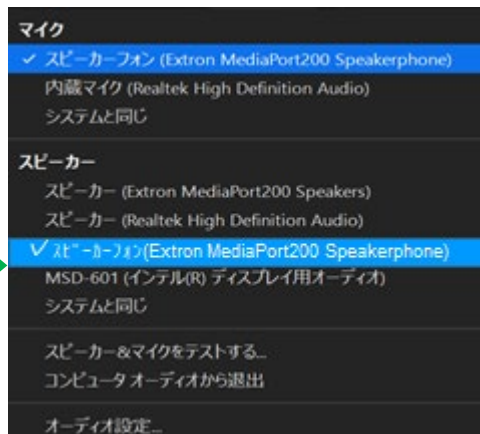 マイク
✓ スピーカーフォン (Extron MediaPort200 Speakerphone)
内蔵マイク (Realtek High Definition Audio)
システムと同じ
スピーカー
スピーカー (Extron MediaPort200 Speakers)
スピーカー (Realtek High Definition Audio)
✓ ｽﾋﾟｰｶｰﾌｫﾝ(Extron MediaPort200 Speakerphone)
MSD-601 (インテル(R) ディスプレイ用オーディオ)
システムと同じ
スピーカー&マイクをテストする...
コンピュータ オーディオから退出
オーディオ設定...